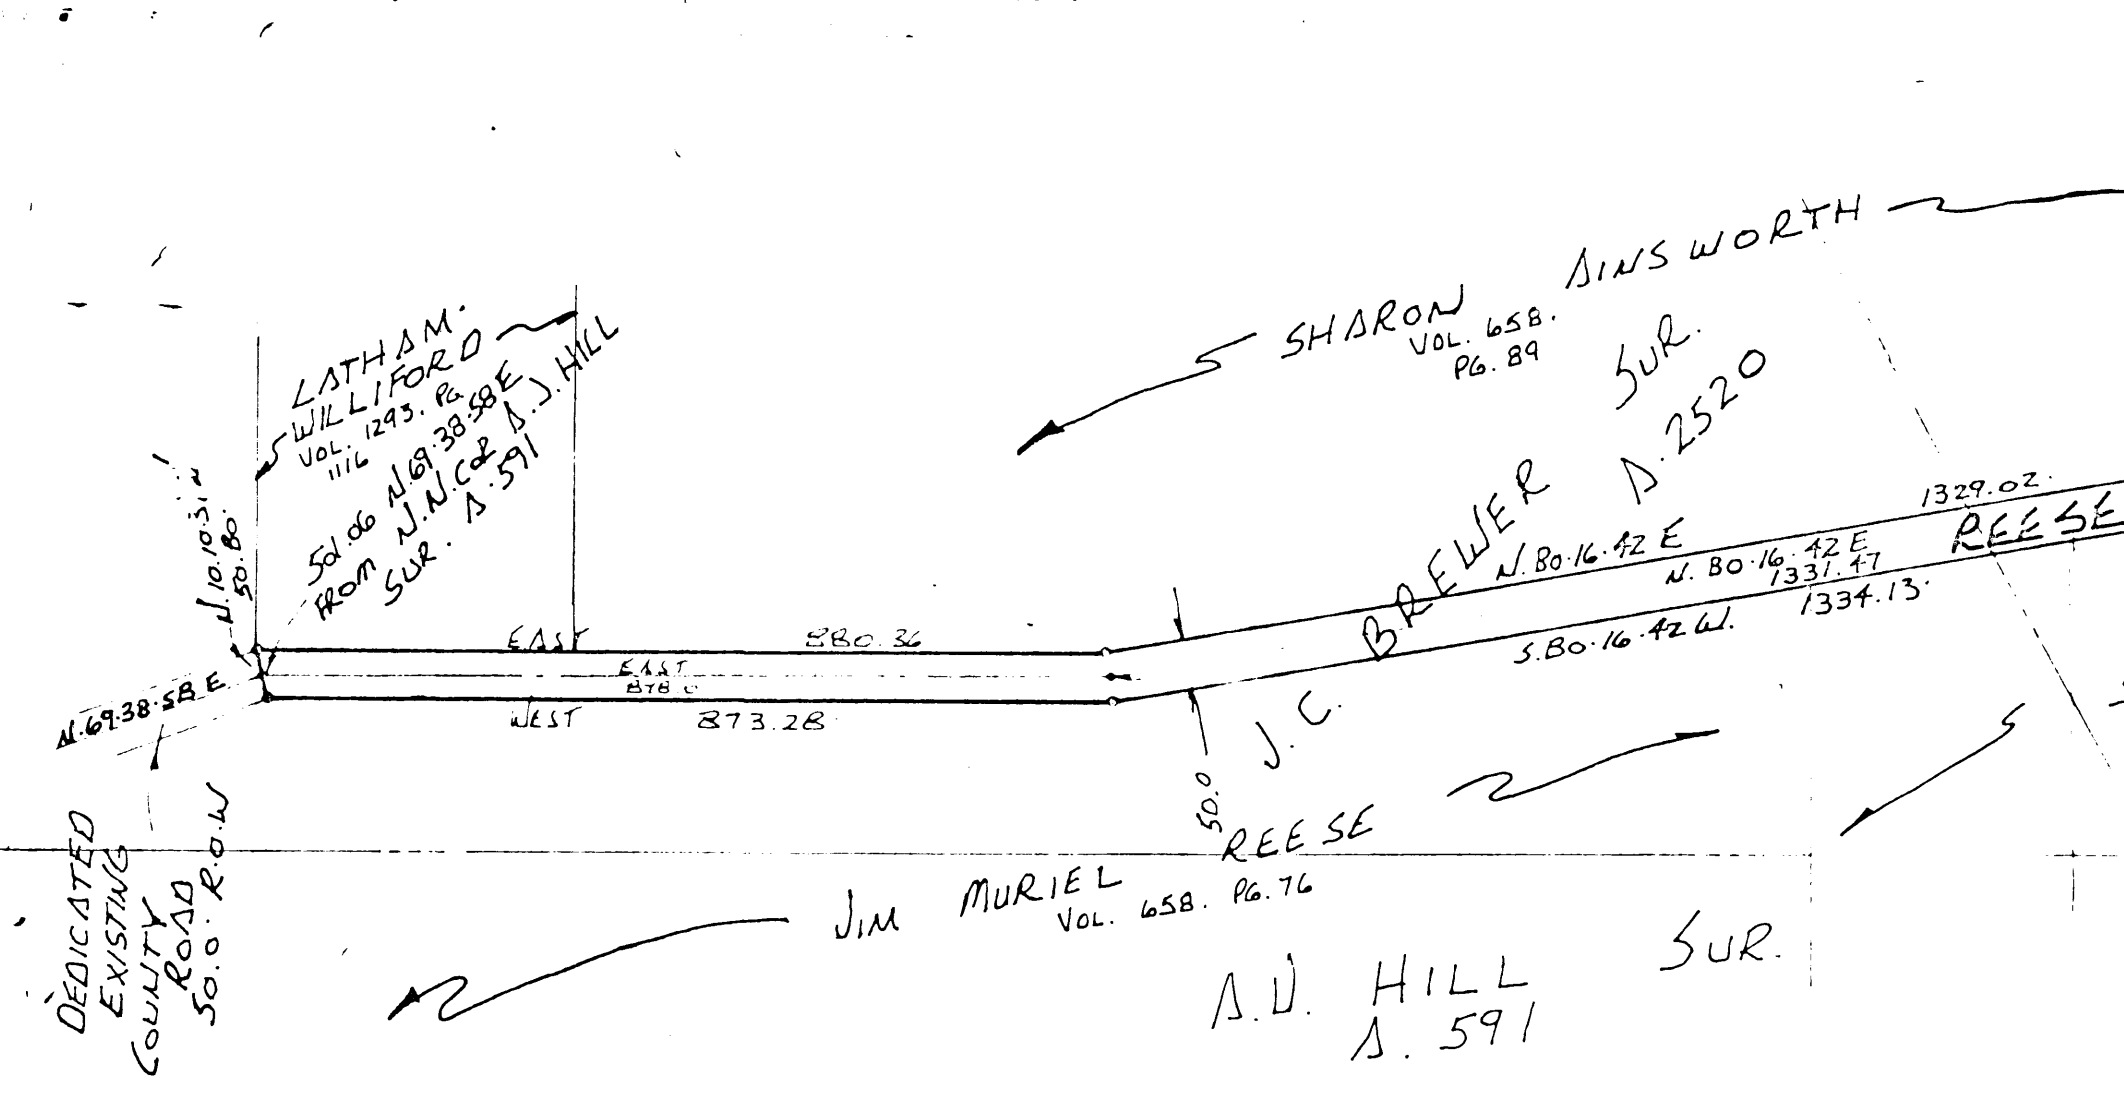 LATHAM.
WILLIFORD
VOL. 1293. PG.
1116
501.06 N.69.38.58 E
FROM N.N.COR A.J. HILL
SUR. A.591
N.10.10.31 W
50.80.
SHARON AINSWORTH
VOL. 658.
PG. 89
J. C. BREWER SUR.
A.2520
EAST 880.36
EAST
878.0
WEST 873.28
N.69.38.58 E
N.80.16.42 E
1329.02.
REESE
N. 80.16.42 E
1331.47
S.80.16.42 W.
1334.13.
50.0
DEDICATED
EXISTING
COUNTY
ROAD
50.0. R.O.W
JIM MURIEL REESE
VOL. 658. PG.76
A.J. HILL SUR.
A. 591